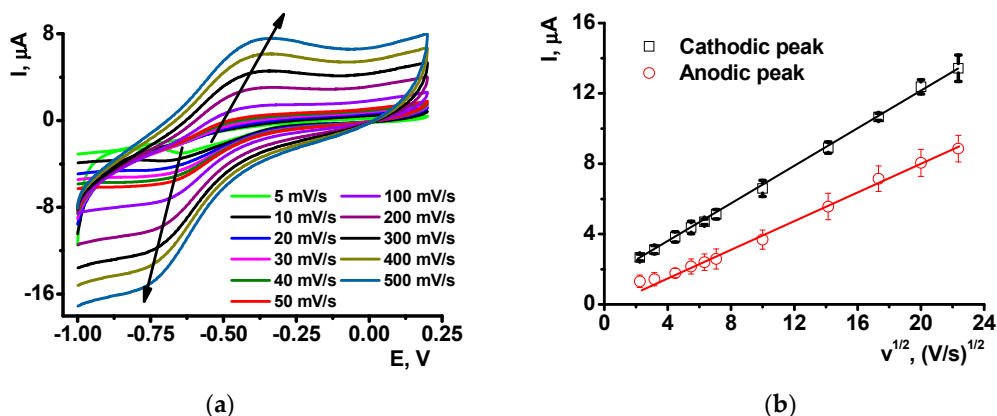 I, µA
8
0
-8
-16
-1.00 -0.75 -0.50 -0.25 0.00 0.25
E, V
5 mV/s 100 mV/s
10 mV/s 200 mV/s
20 mV/s 300 mV/s
30 mV/s 400 mV/s
40 mV/s 500 mV/s
50 mV/s
(a)
I, µA
16
12
8
4
0
0 4 8 12 16 20 24
v^1/2, (V/s)^1/2
Cathodic peak
Anodic peak
(b)